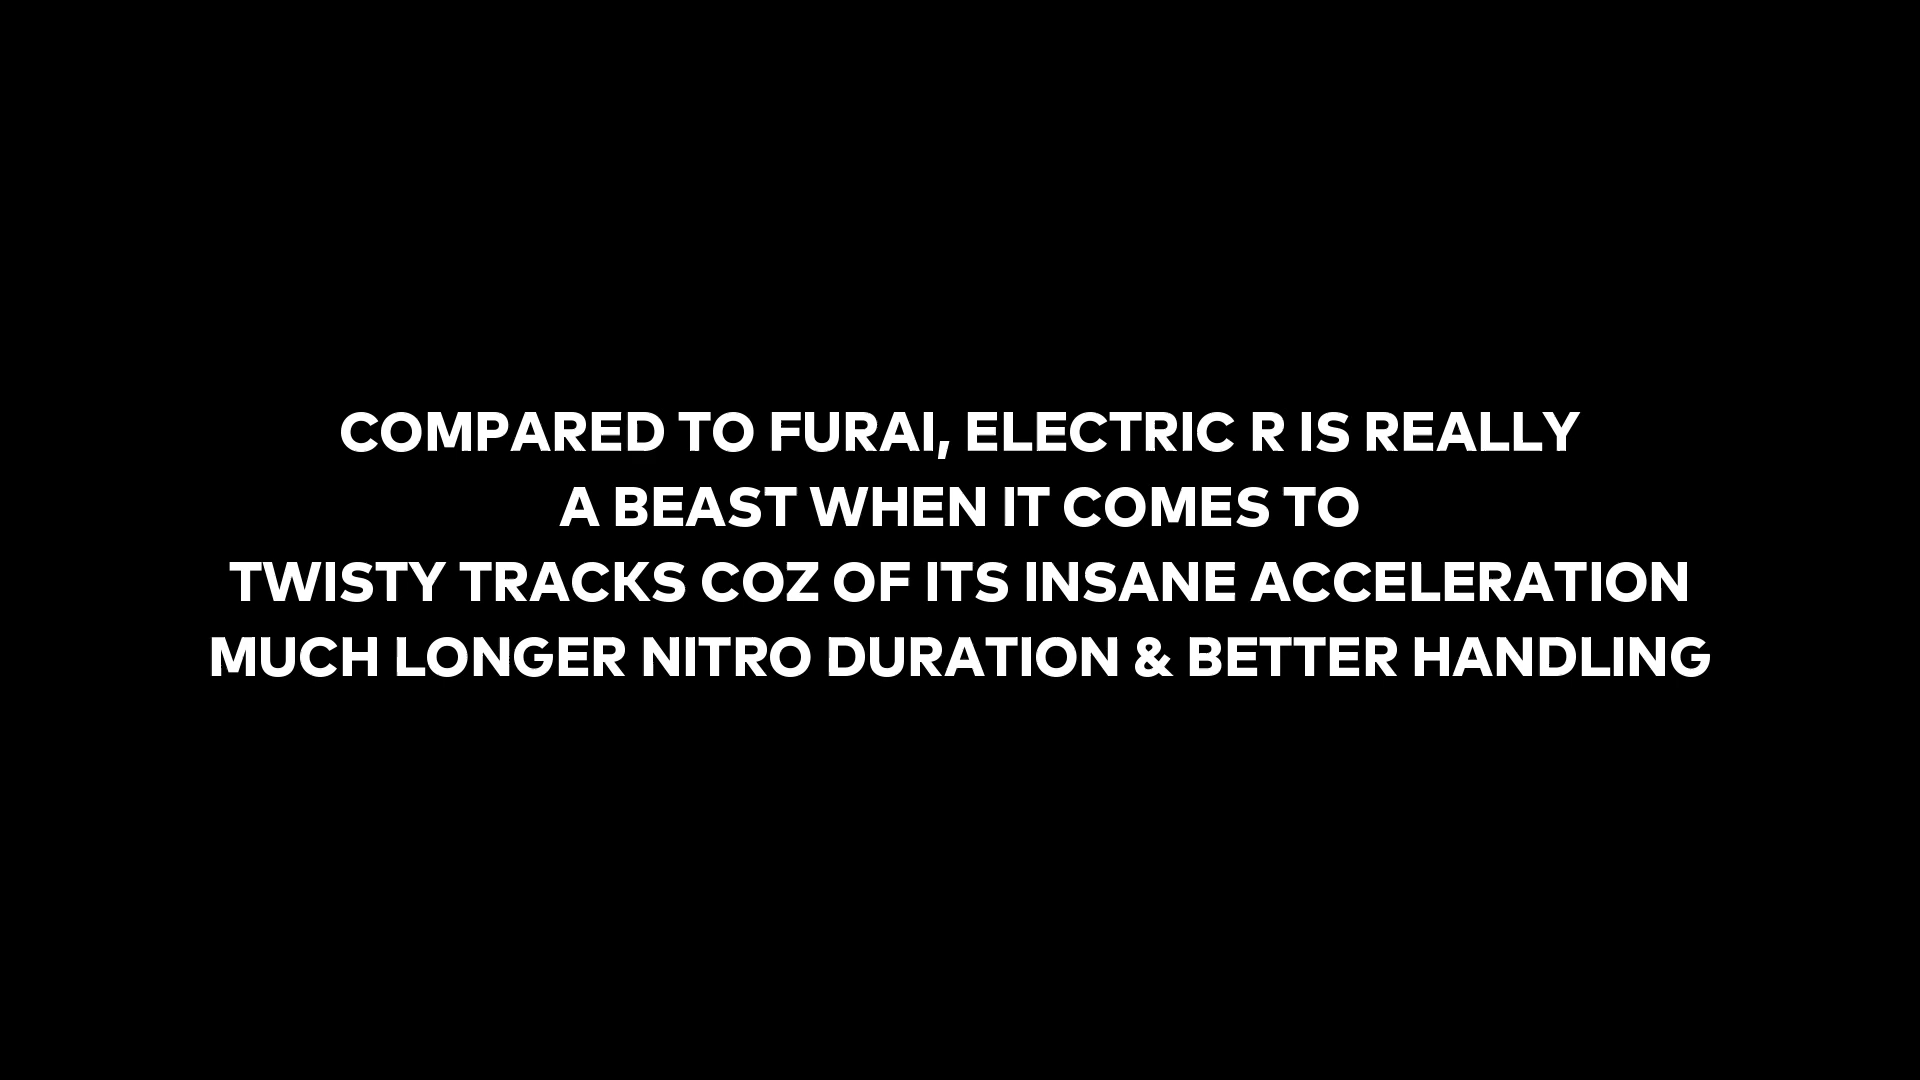 COMPARED TO FURAI, ELECTRIC R IS REALLY
A BEAST WHEN IT COMES TO
TWISTY TRACKS COZ OF ITS INSANE ACCELERATION
MUCH LONGER NITRO DURATION & BETTER HANDLING